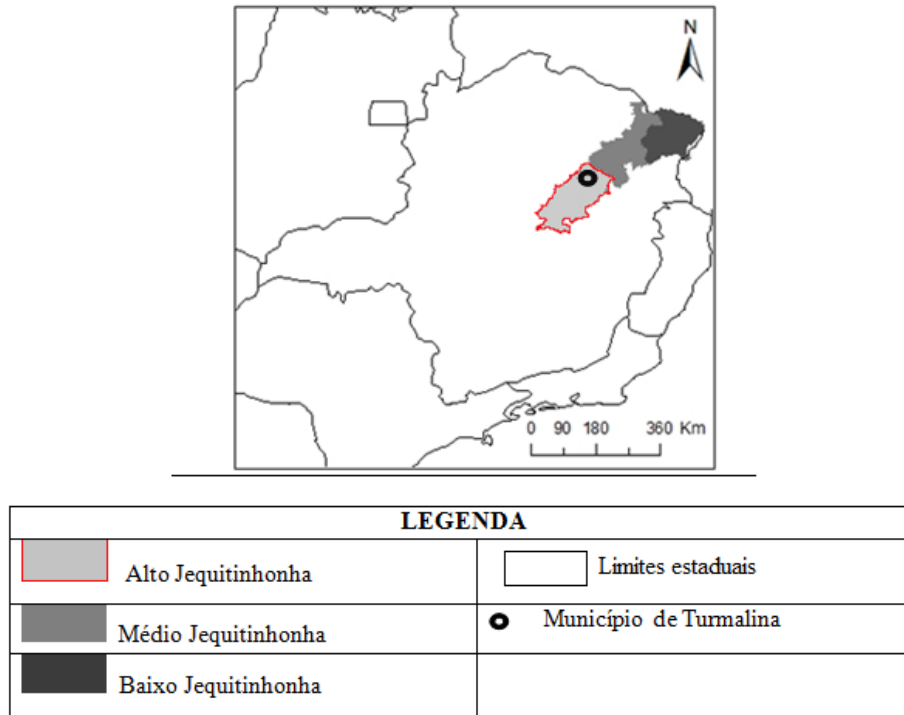 N
0 90 180 360 Km
LEGENDA
Alto Jequitinhonha
Limites estaduais
Médio Jequitinhonha
Município de Turmalina
Baixo Jequitinhonha